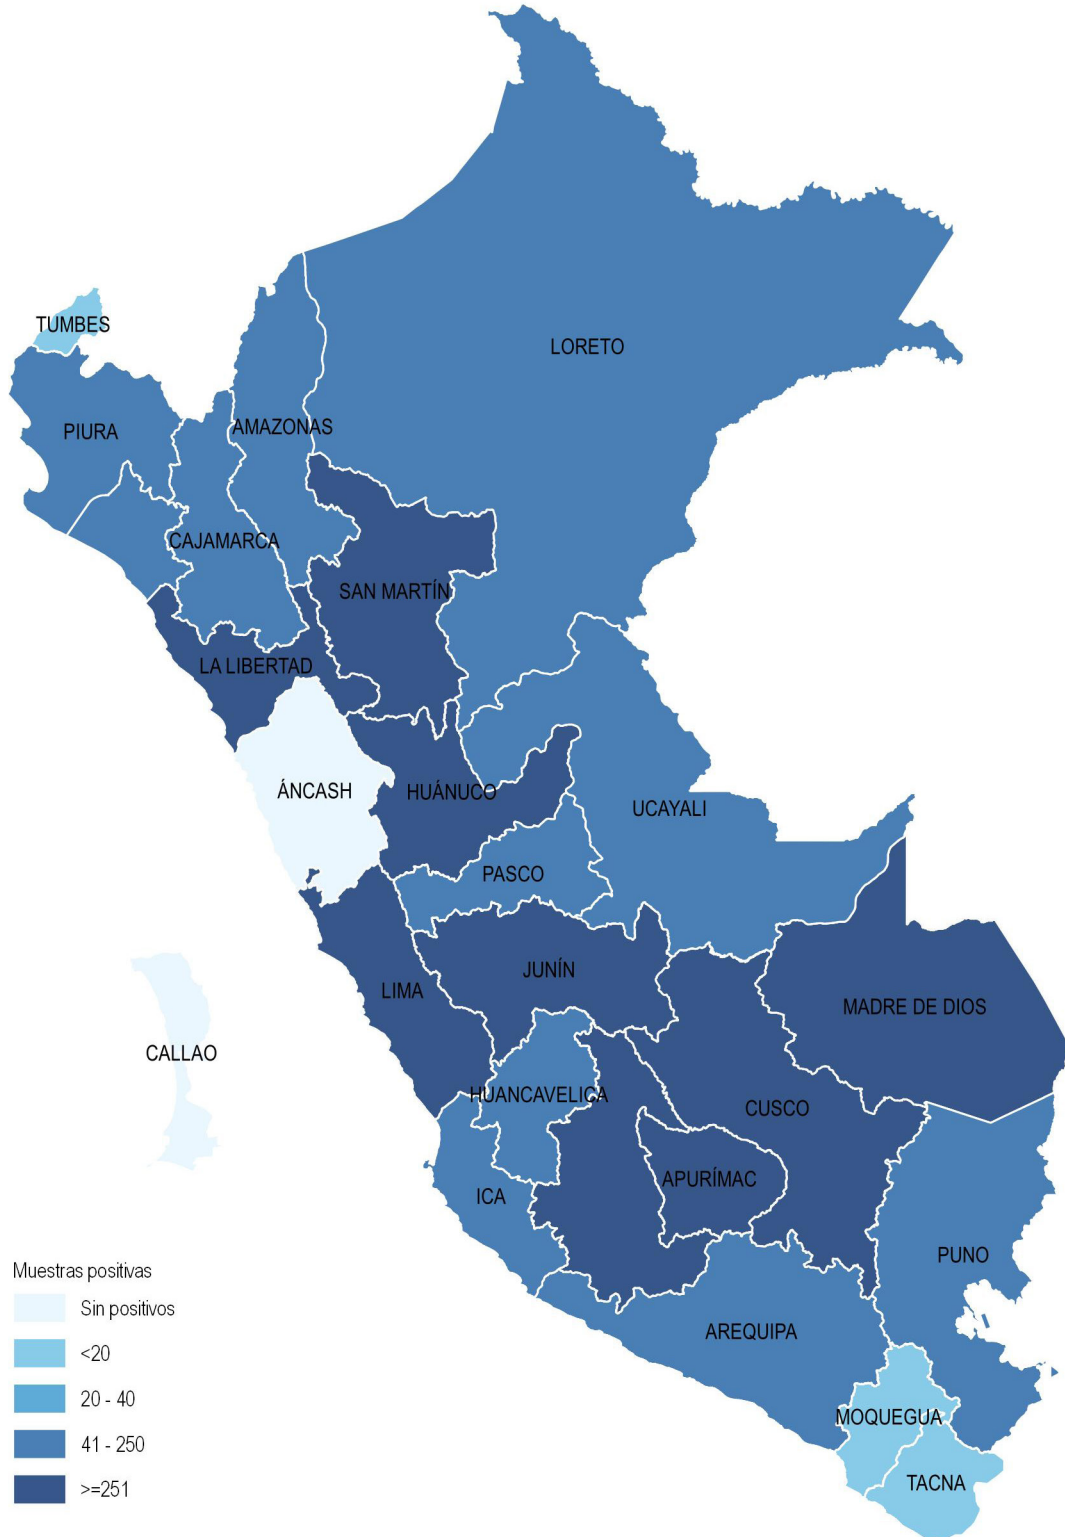 TUMBES
LORETO
PIURA
AMAZONAS
CAJAMARCA
SAN MARTÍN
LA LIBERTAD
ÁNCASH
HUÁNUCO
UCAYALI
PASCO
JUNÍN
LIMA
MADRE DE DIOS
CALLAO
HUANCAVELICA
CUSCO
APURÍMAC
ICA
PUNO
AREQUIPA
MOQUEGUA
TACNA
Muestras positivas
Sin positivos
<20
20 - 40
41 - 250
>=251